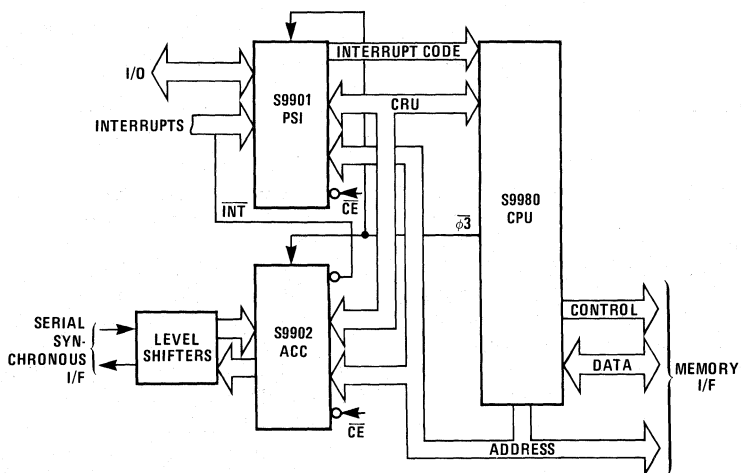 I/O
INTERRUPTS
S9901
PSI
INTERRUPT CODE
CRU
S9980
CPU
CE
INT
φ3
SERIAL
SYN-
CHRONOUS
I/F
LEVEL
SHIFTERS
S9902
ACC
CE
CONTROL
DATA
MEMORY
I/F
ADDRESS